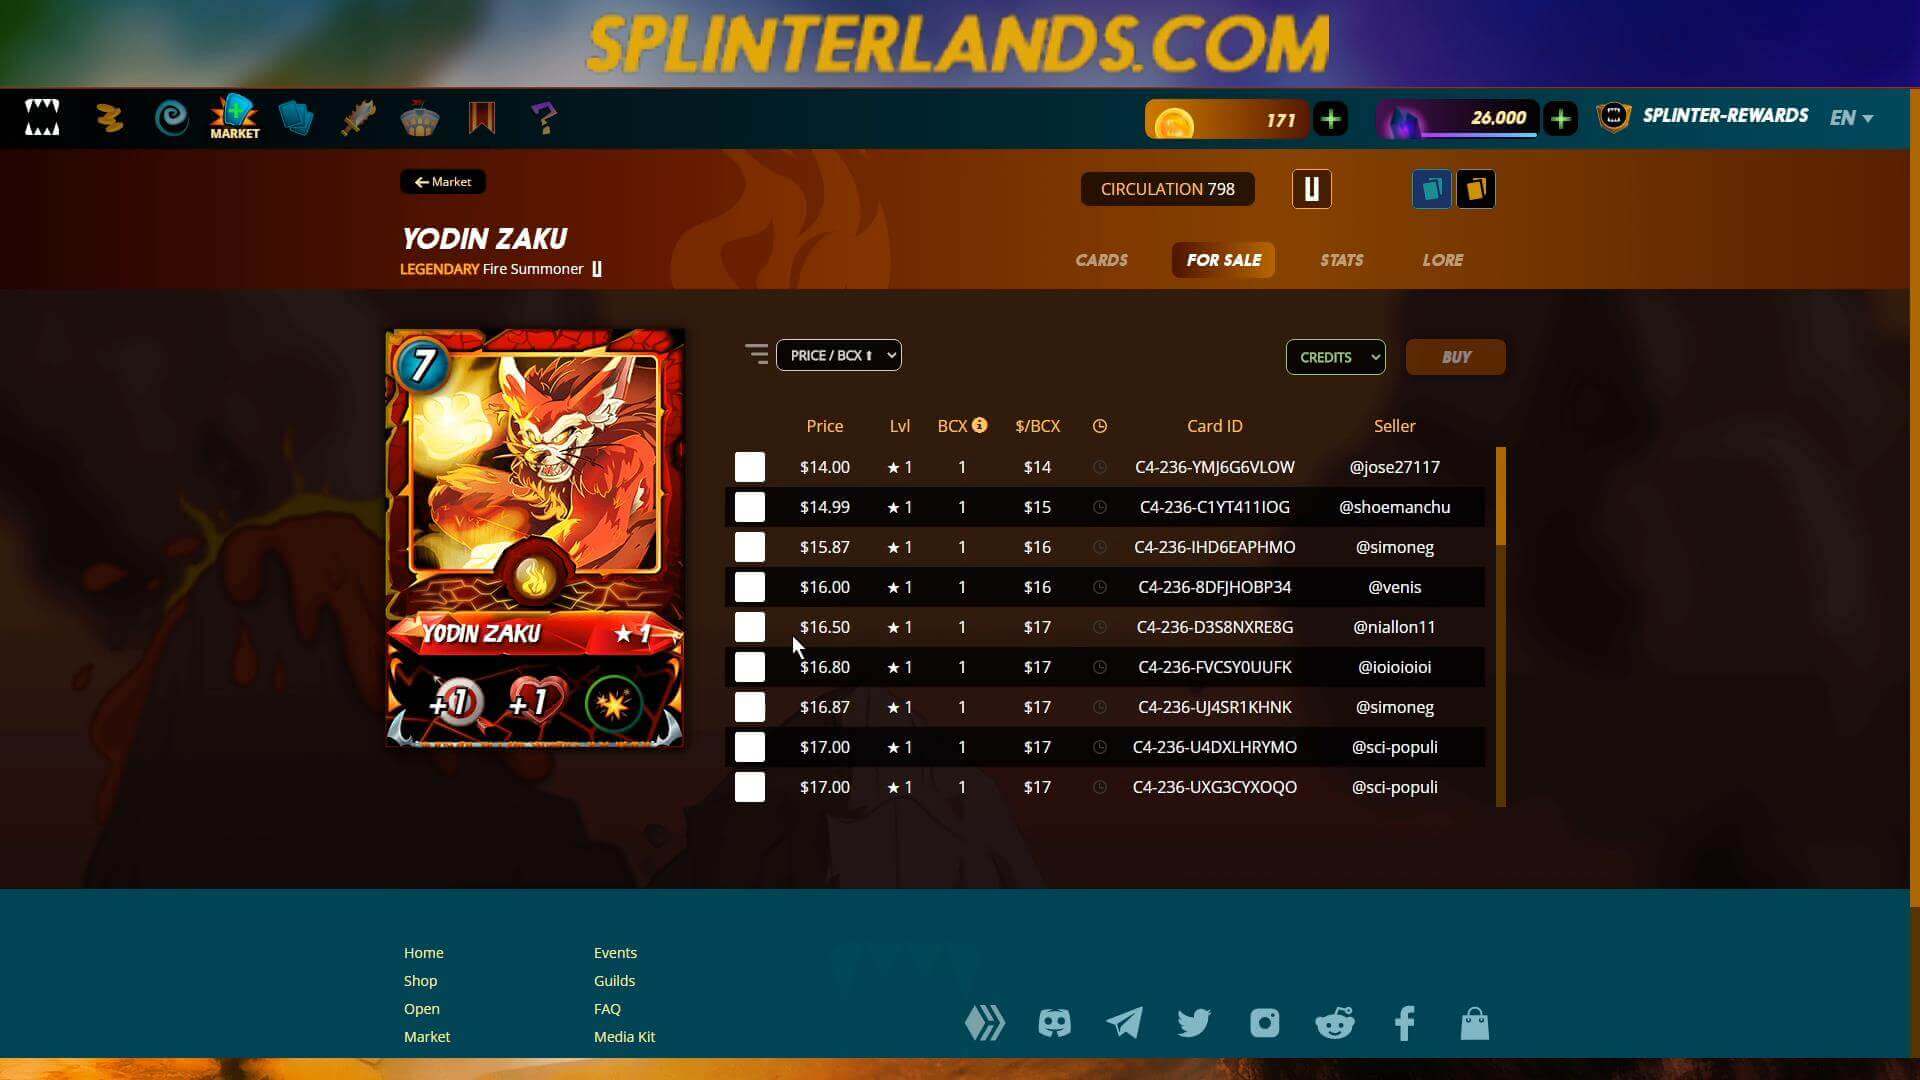 SPLINTERLANDS.COM
MARKET
171
26,000
SPLINTER-REWARDS
EN
Market
CIRCULATION 798
YODIN ZAKU
LEGENDARY Fire Summoner
CARDS
FOR SALE
STATS
LORE
7
YODIN ZAKU
★ 1
+1
+1
PRICE / BCX ⬆
CREDITS
BUY
Price Lvl BCX $/BCX Card ID Seller
$14.00 ★ 1 1 $14 C4-236-YMJ6G6VLOW @jose27117
$14.99 ★ 1 1 $15 C4-236-C1YT411IOG @shoemanchu
$15.87 ★ 1 1 $16 C4-236-IHD6EAPHMO @simoneg
$16.00 ★ 1 1 $16 C4-236-8DFJHOBP34 @venis
$16.50 ★ 1 1 $17 C4-236-D3S8NXRE8G @niallon11
$16.80 ★ 1 1 $17 C4-236-FVCSY0UUFK @ioioioioi
$16.87 ★ 1 1 $17 C4-236-UJ4SR1KHNK @simoneg
$17.00 ★ 1 1 $17 C4-236-U4DXLHRYMO @sci-populi
$17.00 ★ 1 1 $17 C4-236-UXG3CYXOQO @sci-populi
Home
Shop
Open
Market
Events
Guilds
FAQ
Media Kit